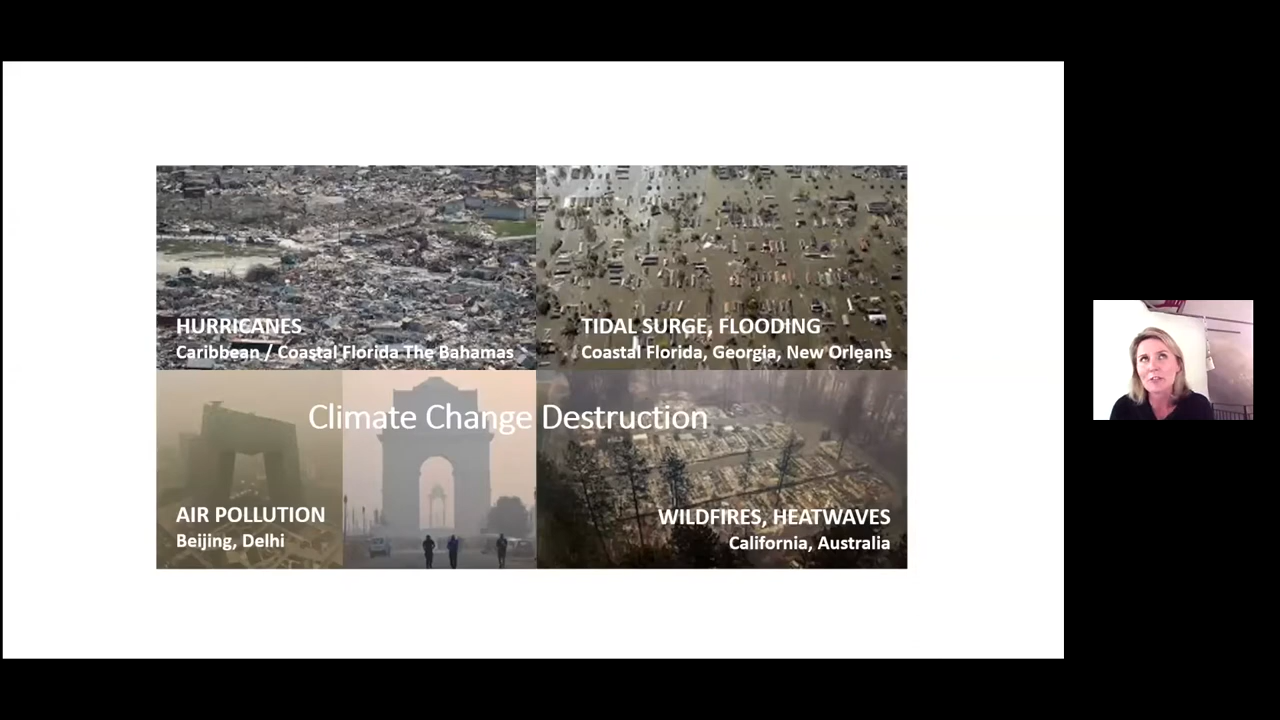 HURRICANES
Caribbean / Coastal Florida The Bahamas
TIDAL SURGE, FLOODING
Coastal Florida, Georgia, New Orleans
Climate Change Destruction
AIR POLLUTION
Beijing, Delhi
WILDFIRES, HEATWAVES
California, Australia